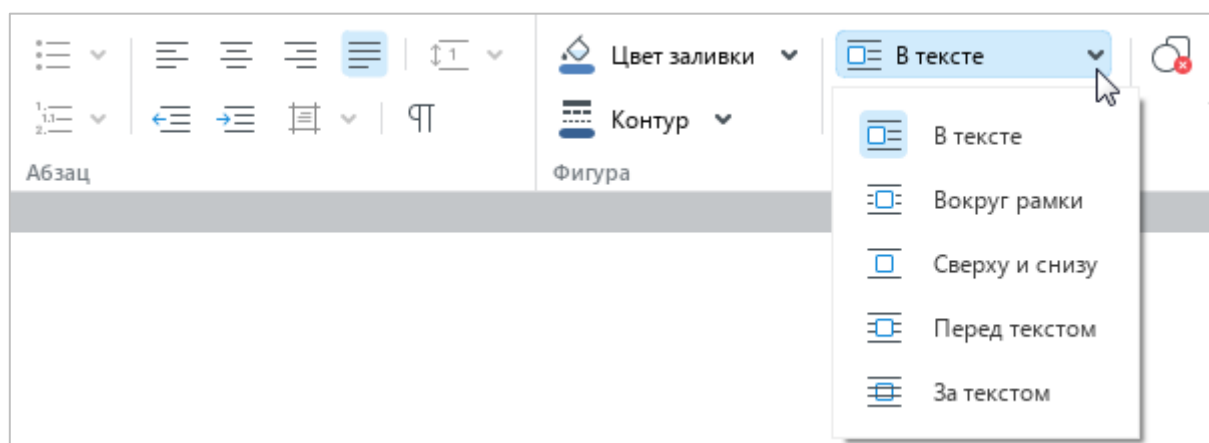 Цвет заливки
В тексте
Контур
Абзац
Фигура
В тексте
Вокруг рамки
Сверху и снизу
Перед текстом
За текстом